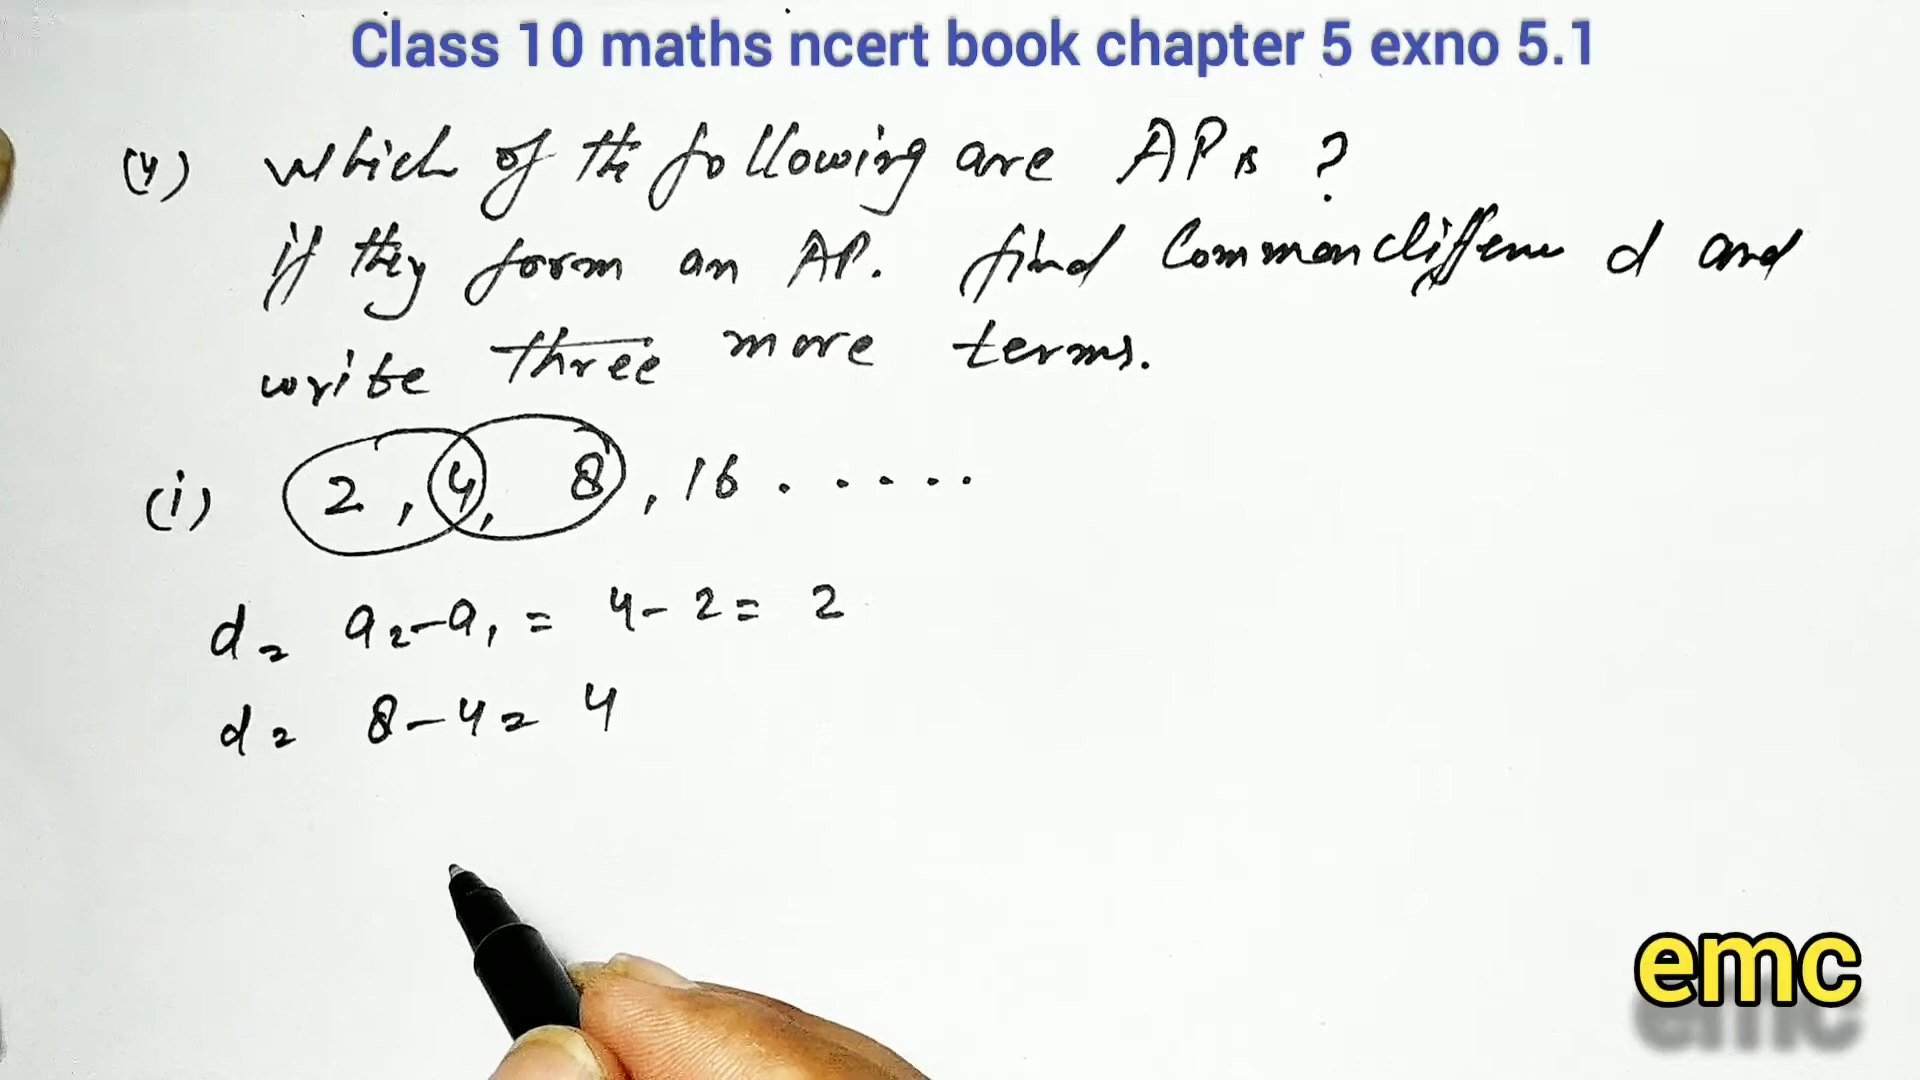 Class 10 maths ncert book chapter 5 exno 5.1
(4) which of the following are APs ?
if they form an AP. find Common differenc d and
write three more terms.
(i) 2, 4, 8, 16 . . . . . .
d = a2-a1 = 4-2 = 2
d = 8-4 = 4
emc